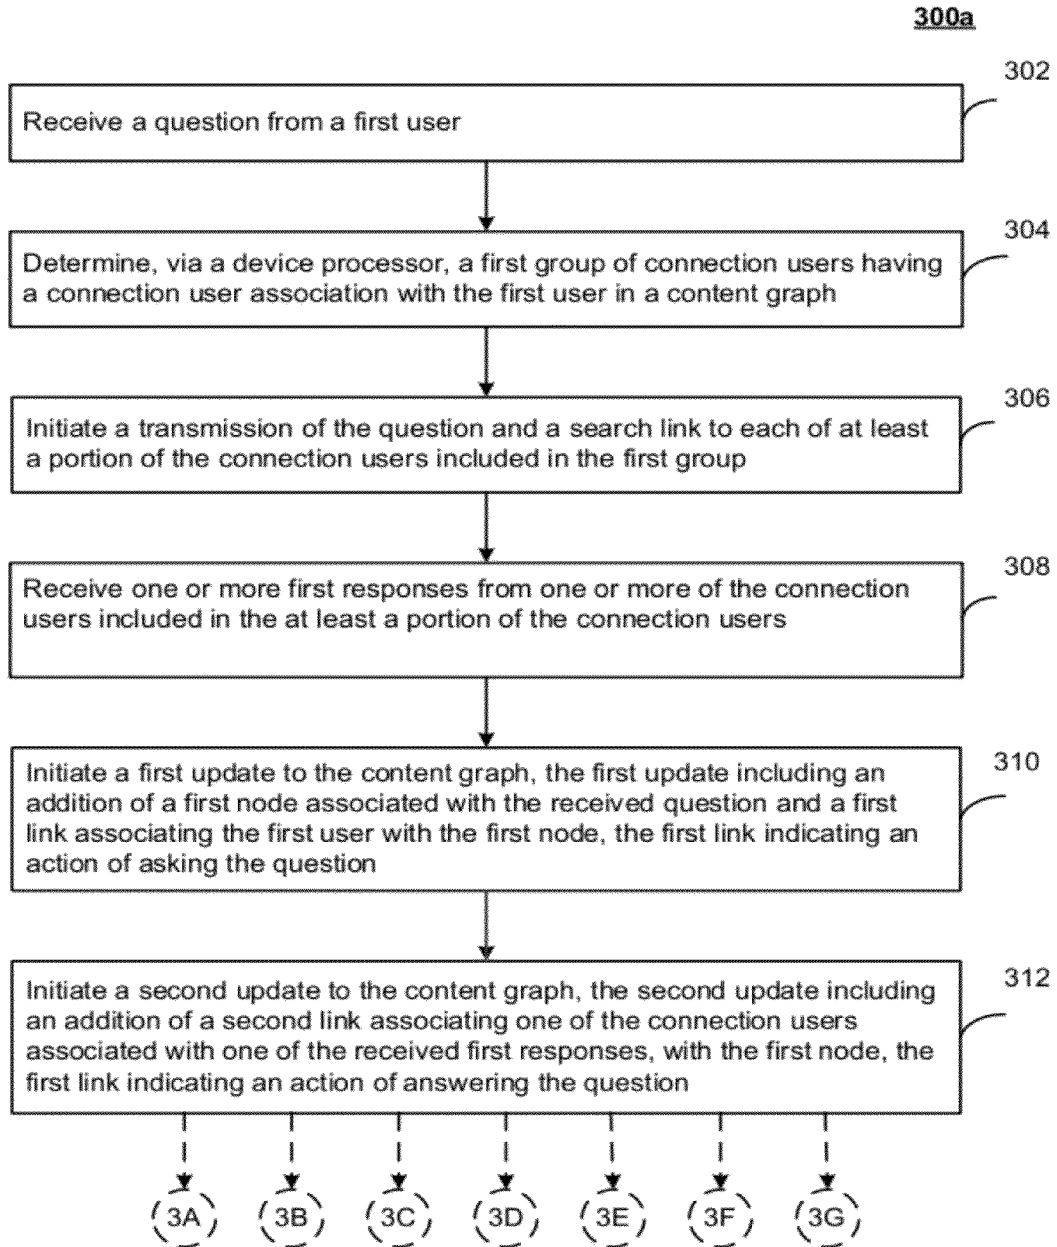 300a
302
Receive a question from a first user
304
Determine, via a device processor, a first group of connection users having
a connection user association with the first user in a content graph
306
Initiate a transmission of the question and a search link to each of at least
a portion of the connection users included in the first group
308
Receive one or more first responses from one or more of the connection
users included in the at least a portion of the connection users
310
Initiate a first update to the content graph, the first update including an
addition of a first node associated with the received question and a first
link associating the first user with the first node, the first link indicating an
action of asking the question
312
Initiate a second update to the content graph, the second update including
an addition of a second link associating one of the connection users
associated with one of the received first responses, with the first node, the
first link indicating an action of answering the question
3A 3B 3C 3D 3E 3F 3G